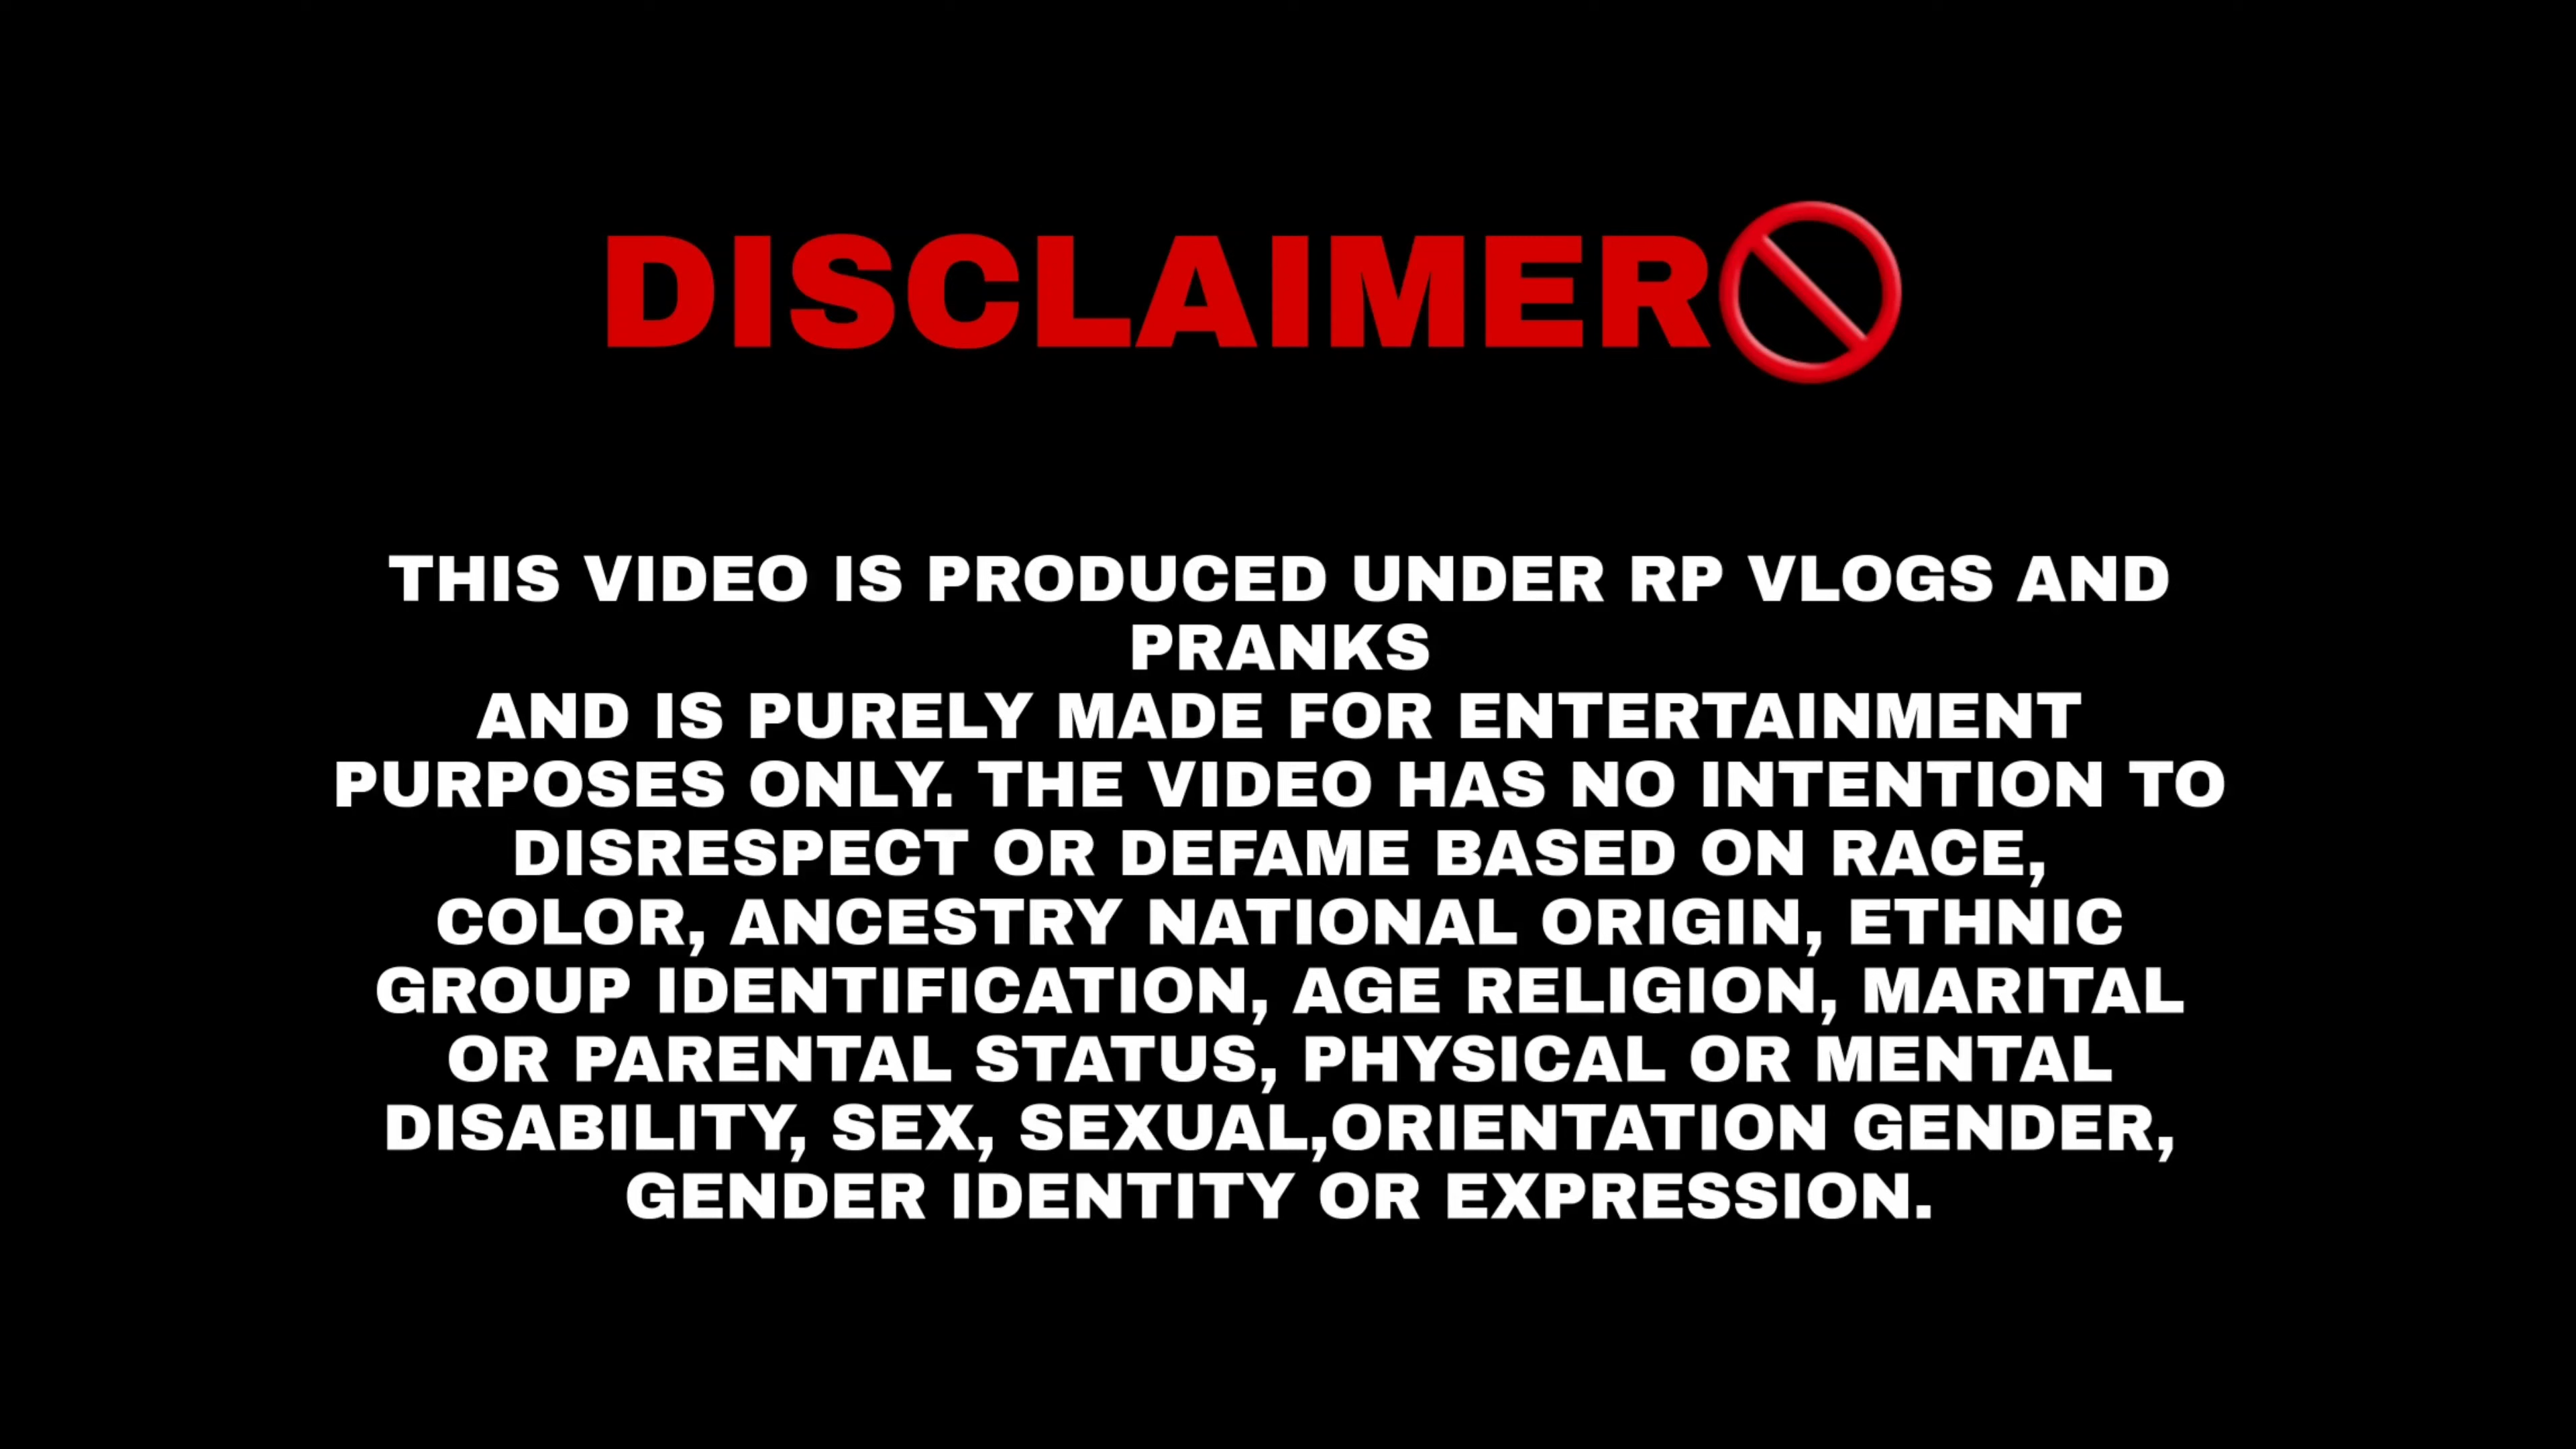 DISCLAIMER🚫
THIS VIDEO IS PRODUCED UNDER RP VLOGS AND
PRANKS
AND IS PURELY MADE FOR ENTERTAINMENT
PURPOSES ONLY. THE VIDEO HAS NO INTENTION TO
DISRESPECT OR DEFAME BASED ON RACE,
COLOR, ANCESTRY NATIONAL ORIGIN, ETHNIC
GROUP IDENTIFICATION, AGE RELIGION, MARITAL
OR PARENTAL STATUS, PHYSICAL OR MENTAL
DISABILITY, SEX, SEXUAL,ORIENTATION GENDER,
GENDER IDENTITY OR EXPRESSION.